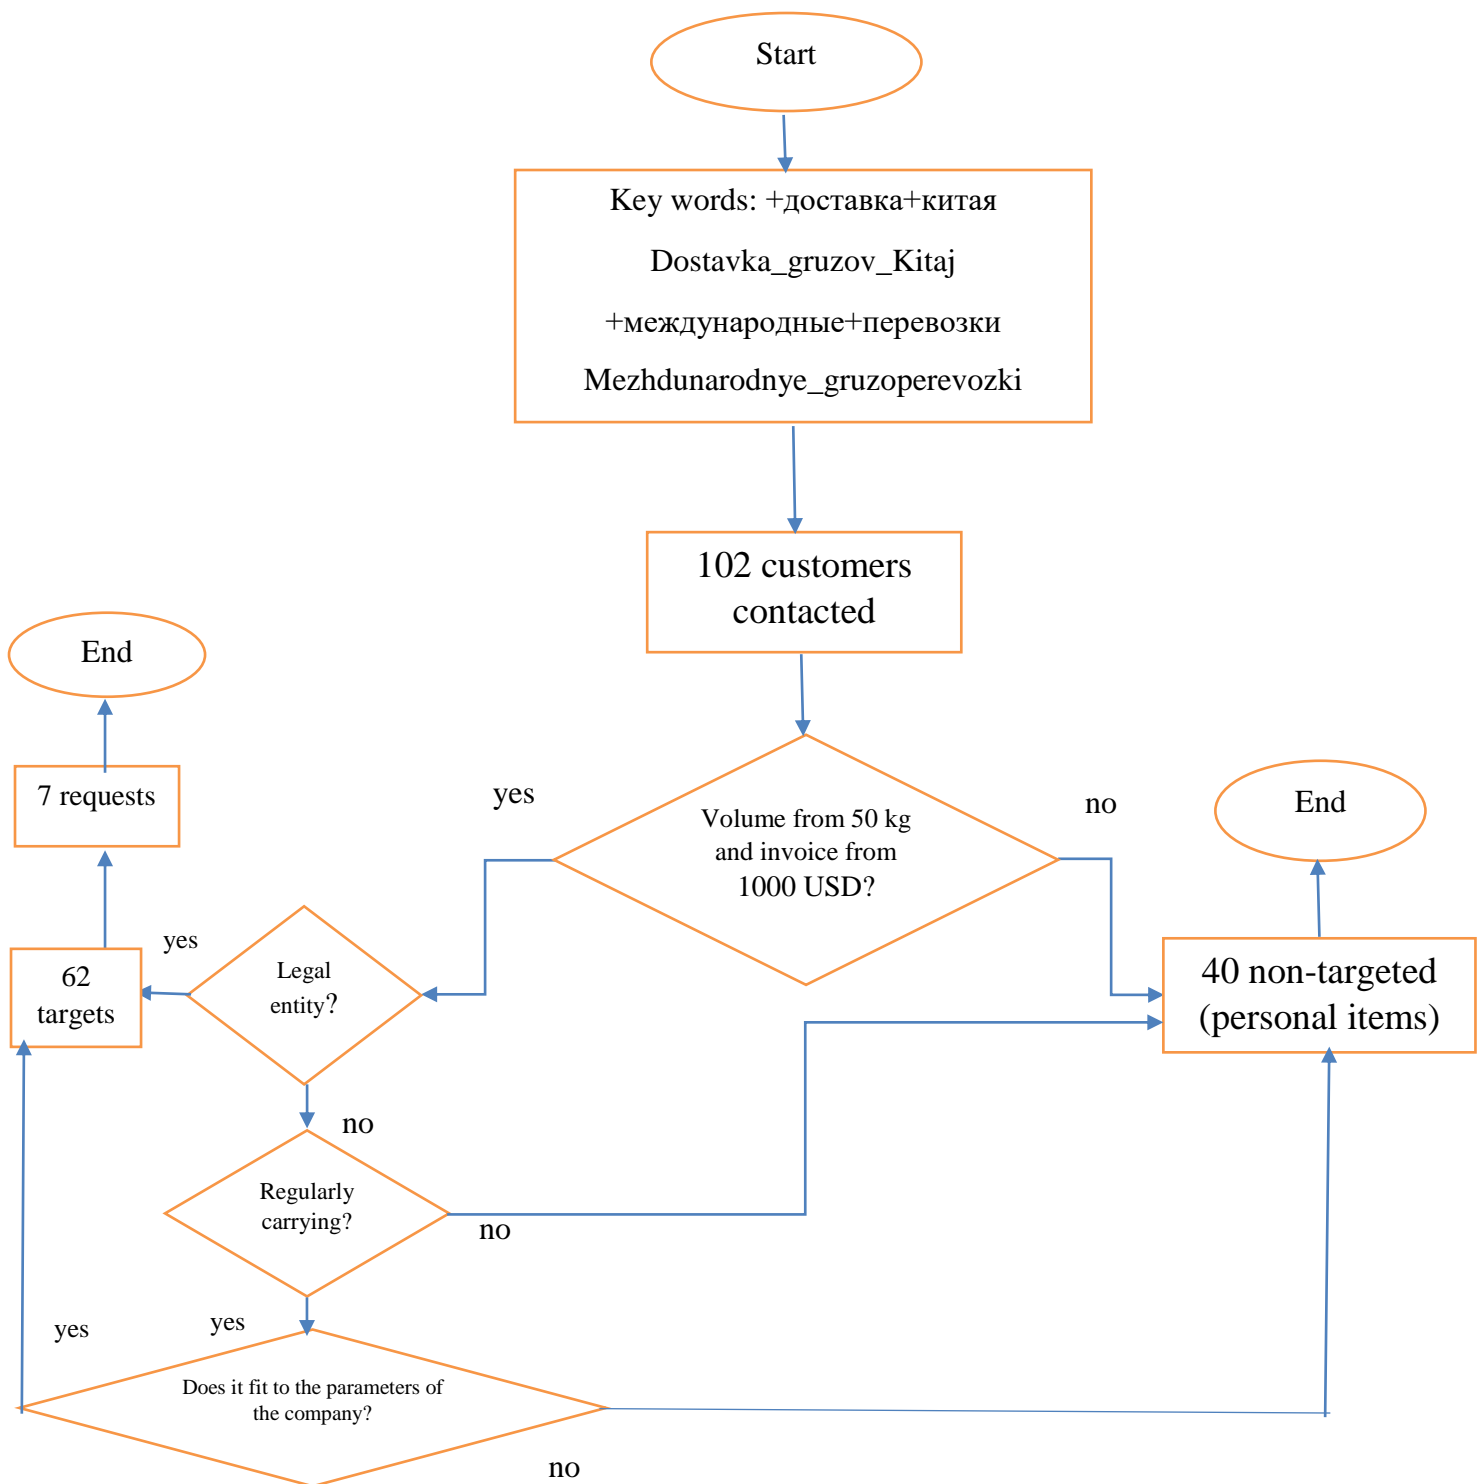 Start
Key words: +доставка+китая
Dostavka_gruzov_Kitaj
+международные+перевозки
Mezhdunarodnye_gruzoperevozki
102 customers
contacted
End
7 requests
yes
Volume from 50 kg
and invoice from
1000 USD?
no
End
yes
62
targets
Legal
entity?
40 non-targeted
(personal items)
no
Regularly
carrying?
no
yes
yes
Does it fit to the parameters of
the company?
no